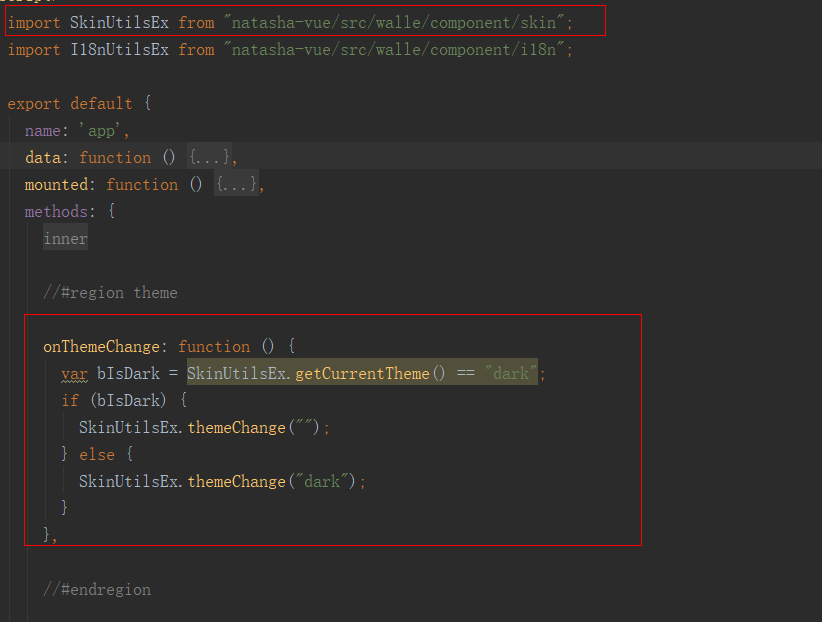 import SkinUtilsEx from "natasha-vue/src/walle/component/skin";
import I18nUtilsEx from "natasha-vue/src/walle/component/i18n";
export default {
name: 'app',
data: function () {...},
mounted: function () {...},
methods: {
inner
//#region theme
onThemeChange: function () {
var bIsDark = SkinUtilsEx.getCurrentTheme() == "dark";
if (bIsDark) {
SkinUtilsEx.themeChange("");
} else {
SkinUtilsEx.themeChange("dark");
}
},
//#endregion